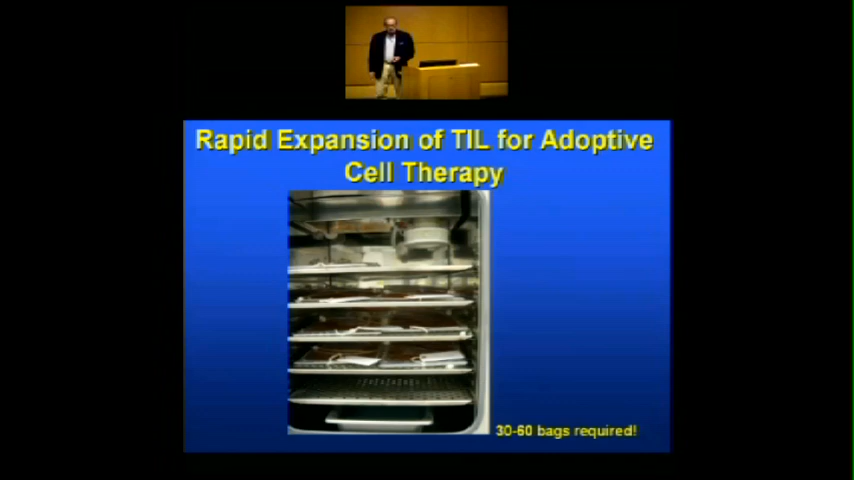 Rapid Expansion of TIL for Adoptive
Cell Therapy
30-60 bags required!